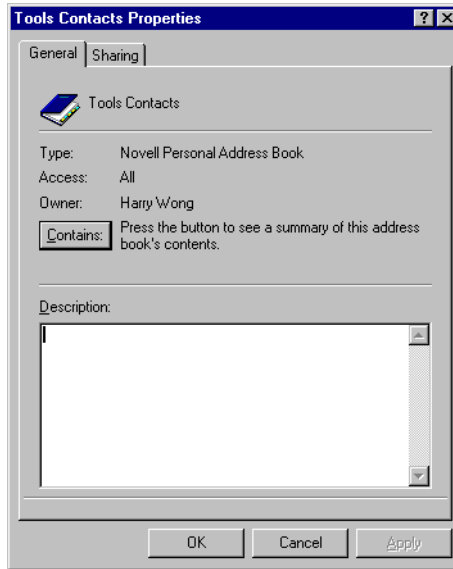 Tools Contacts Properties
General Sharing
Tools Contacts
Type: Novell Personal Address Book
Access: All
Owner: Harry Wong
Contains: Press the button to see a summary of this address
book's contents.
Description:
OK Cancel Apply